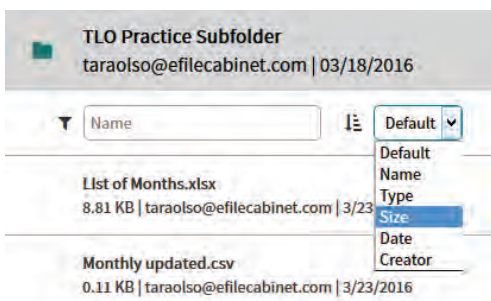 TLO Practice Subfolder
taraolso@efilecabinet.com | 03/18/2016
Name
Default
Default
Name
Type
Size
Date
Creator
List of Months.xlsx
8.81 KB | taraolso@efilecabinet.com | 3/23
Monthly updated.csv
0.11 KB | taraolso@efilecabinet.com | 3/23/2016